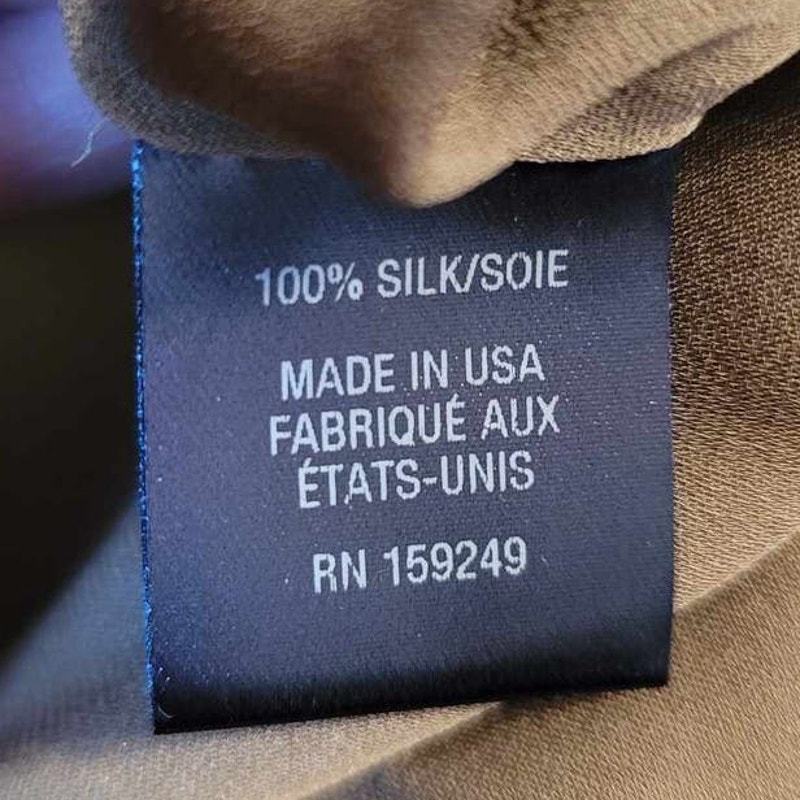 100% SILK/SOIE
MADE IN USA
FABRIQUÉ AUX
ÉTATS-UNIS
RN 159249